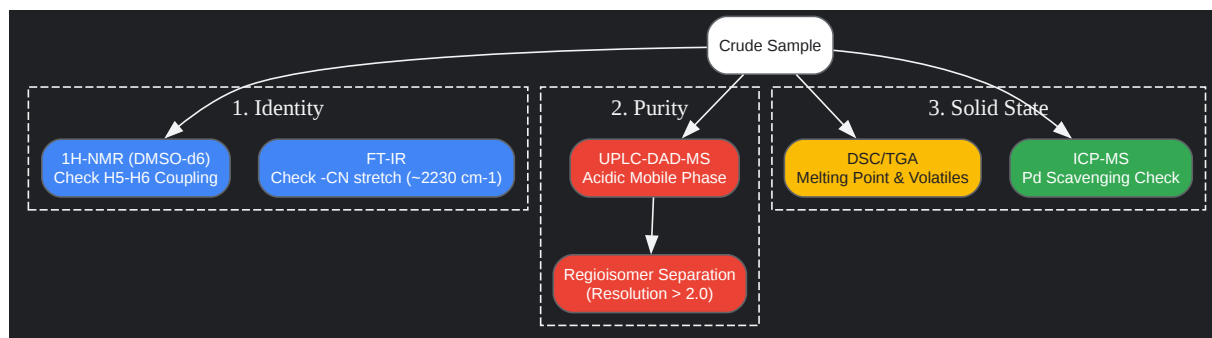 Crude Sample
1. Identity
1H-NMR (DMSO-d6)
Check H5-H6 Coupling
FT-IR
Check -CN stretch (~2230 cm-1)
2. Purity
UPLC-DAD-MS
Acidic Mobile Phase
Regioisomer Separation
(Resolution > 2.0)
3. Solid State
DSC/TGA
Melting Point & Volatiles
ICP-MS
Pd Scavenging Check